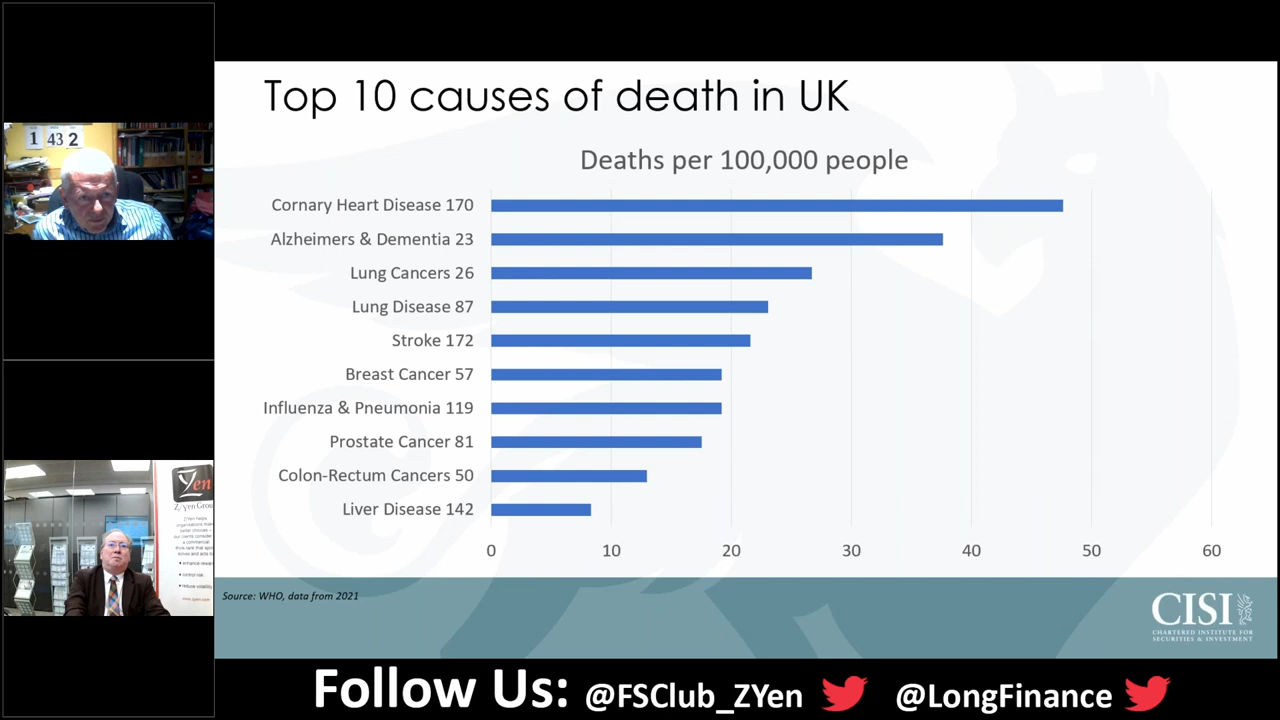 Top 10 causes of death in UK
Deaths per 100,000 people
Cornary Heart Disease 170
Alzheimers & Dementia 23
Lung Cancers 26
Lung Disease 87
Stroke 172
Breast Cancer 57
Influenza & Pneumonia 119
Prostate Cancer 81
Colon-Rectum Cancers 50
Liver Disease 142
0 10 20 30 40 50 60
Source: WHO, data from 2021
CISI
CHARTERED INSTITUTE FOR
SECURITIES & INVESTMENT
1 43 2
Zyen
Z/Yen Grou
Follow Us: @FSClub_ZYen @LongFinance